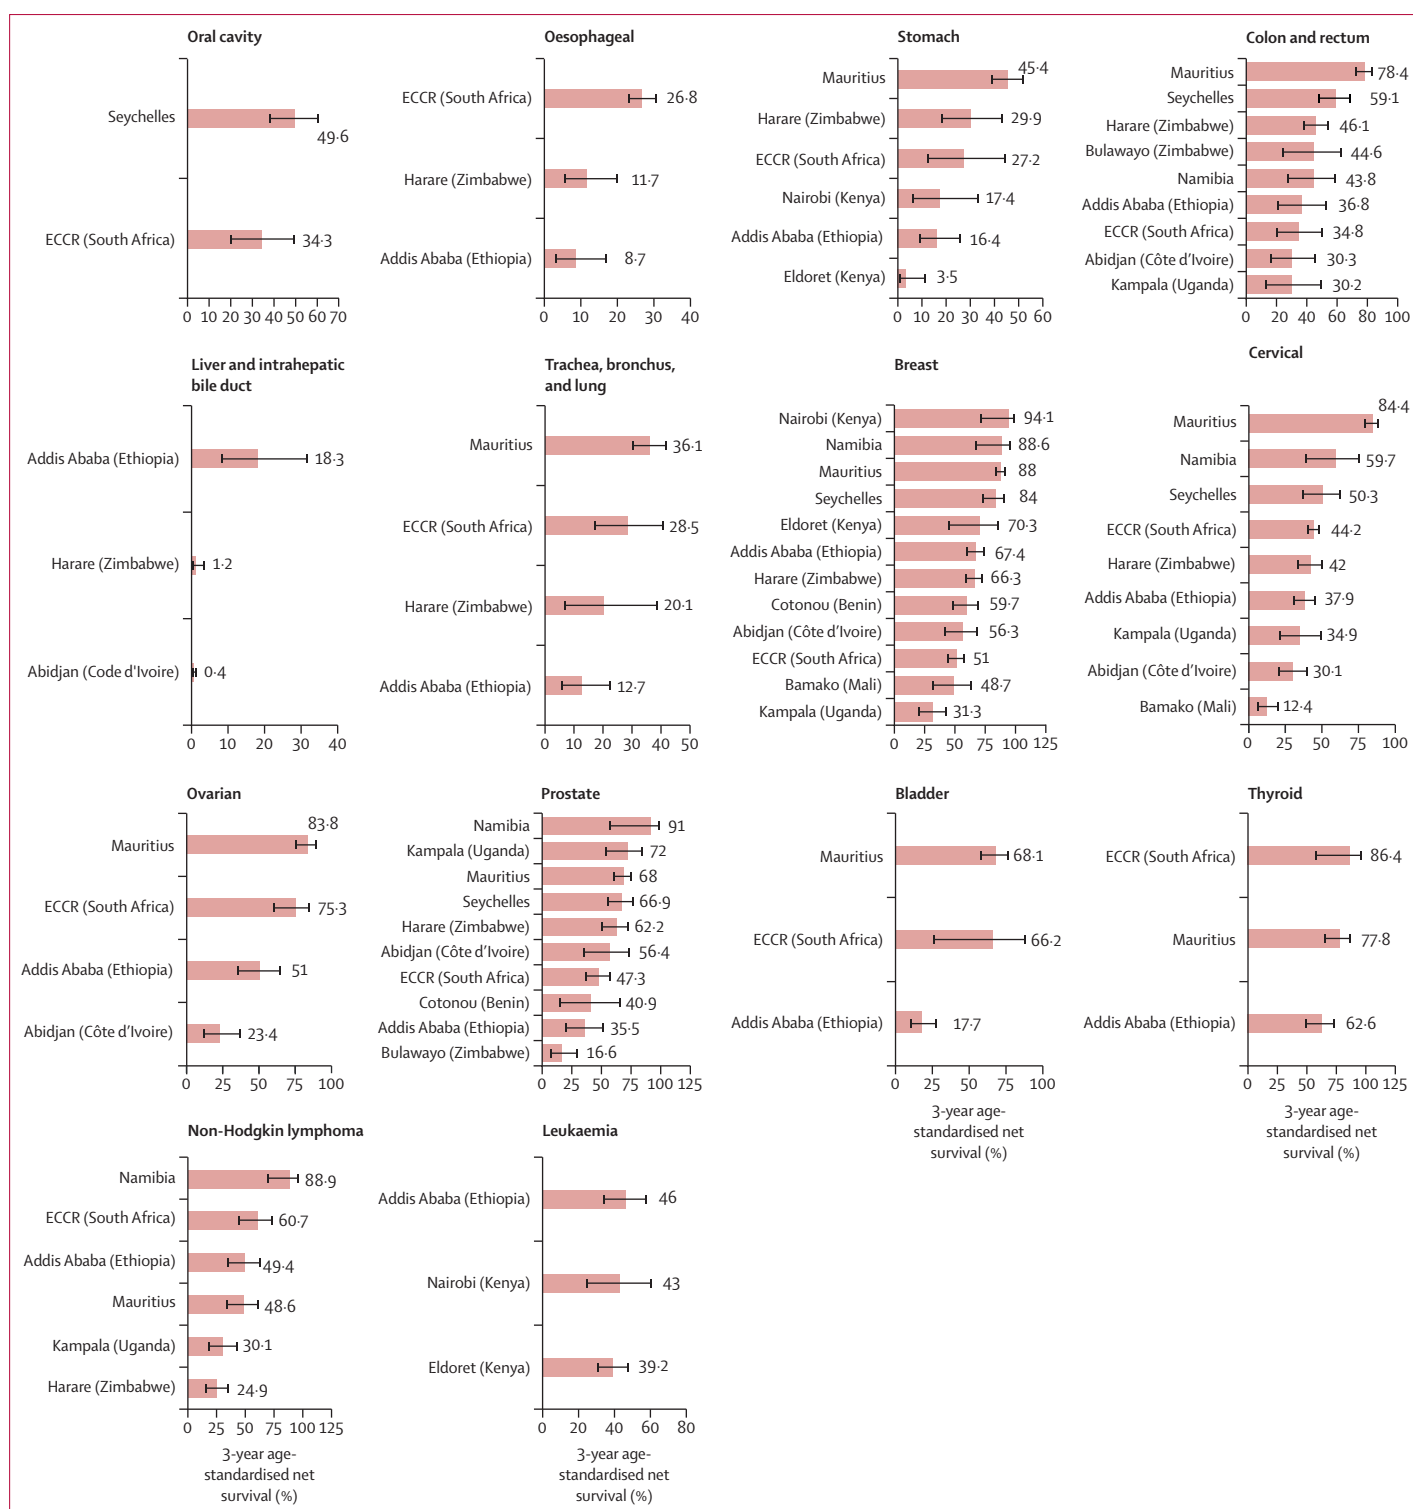 Oral cavity
Seychelles
49·6
ECCR (South Africa)
34·3
0 10 20 30 40 50 60 70
Oesophageal
ECCR (South Africa)
26·8
Harare (Zimbabwe)
11·7
Addis Ababa (Ethiopia)
8·7
0 10 20 30 40
Stomach
Mauritius
45·4
Harare (Zimbabwe)
29·9
ECCR (South Africa)
27·2
Nairobi (Kenya)
17·4
Addis Ababa (Ethiopia)
16·4
Eldoret (Kenya)
3·5
0 10 20 30 40 50 60
Colon and rectum
Mauritius
78·4
Seychelles
59·1
Harare (Zimbabwe)
46·1
Bulawayo (Zimbabwe)
44·6
Namibia
43·8
Addis Ababa (Ethiopia)
36·8
ECCR (South Africa)
34·8
Abidjan (Côte d’Ivoire)
30·3
Kampala (Uganda)
30·2
0 20 40 60 80 100
Liver and intrahepatic
bile duct
Addis Ababa (Ethiopia)
18·3
Harare (Zimbabwe)
1·2
Abidjan (Code d'Ivoire)
0·4
0 10 20 30 40
Trachea, bronchus,
and lung
Mauritius
36·1
ECCR (South Africa)
28·5
Harare (Zimbabwe)
20·1
Addis Ababa (Ethiopia)
12·7
0 10 20 30 40 50
Breast
Nairobi (Kenya)
94·1
Namibia
88·6
Mauritius
88
Seychelles
84
Eldoret (Kenya)
70·3
Addis Ababa (Ethiopia)
67·4
Harare (Zimbabwe)
66·3
Cotonou (Benin)
59·7
Abidjan (Côte d’Ivoire)
56·3
ECCR (South Africa)
51
Bamako (Mali)
48·7
Kampala (Uganda)
31·3
0 25 50 75 100 125
Cervical
Mauritius
84·4
Namibia
59·7
Seychelles
50·3
ECCR (South Africa)
44·2
Harare (Zimbabwe)
42
Addis Ababa (Ethiopia)
37·9
Kampala (Uganda)
34·9
Abidjan (Côte d’Ivoire)
30·1
Bamako (Mali)
12·4
0 25 50 75 100
Ovarian
Mauritius
83·8
ECCR (South Africa)
75·3
Addis Ababa (Ethiopia)
51
Abidjan (Côte d’Ivoire)
23·4
0 25 50 75 100
Prostate
Namibia
91
Kampala (Uganda)
72
Mauritius
68
Seychelles
66·9
Harare (Zimbabwe)
62·2
Abidjan (Côte d’Ivoire)
56·4
ECCR (South Africa)
47·3
Cotonou (Benin)
40·9
Addis Ababa (Ethiopia)
35·5
Bulawayo (Zimbabwe)
16·6
0 25 50 75 100 125
Bladder
Mauritius
68·1
ECCR (South Africa)
66·2
Addis Ababa (Ethiopia)
17·7
0 25 50 75 100
3-year age-
standardised net
survival (%)
Thyroid
ECCR (South Africa)
86·4
Mauritius
77·8
Addis Ababa (Ethiopia)
62·6
0 25 50 75 100 125
3-year age-
standardised net
survival (%)
Non-Hodgkin lymphoma
Namibia
88·9
ECCR (South Africa)
60·7
Addis Ababa (Ethiopia)
49·4
Mauritius
48·6
Kampala (Uganda)
30·1
Harare (Zimbabwe)
24·9
0 25 50 75 100 125
3-year age-
standardised net
survival (%)
Leukaemia
Addis Ababa (Ethiopia)
46
Nairobi (Kenya)
43
Eldoret (Kenya)
39·2
0 20 40 60 80
3-year age-
standardised net
survival (%)